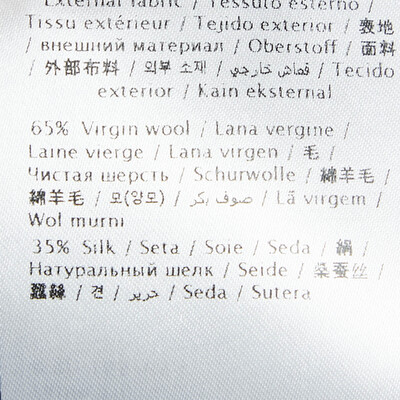 External fabric / Tessuto esterno /
Tissu extérieur / Tejido exterior / 表地
/ внешний материал / Oberstoff / 面料
/ 外部布料 / 외부 소재 / قماش خارجي / Tecido
exterior / Kain eksternal
65% Virgin wool / Lana vergine /
Laine vierge / Lana virgen / 毛 /
Чистая шерсть / Schurwolle / 綿羊毛 /
綿羊毛 / 모(양모) / صوف بكر / Lã virgem /
Wol murni
35% Silk / Seta / Soie / Seda / 絹 /
Натуральный шелк / Seide / 桑蚕丝 /
蠶絲 / 견 / حرير / Seda / Sutera